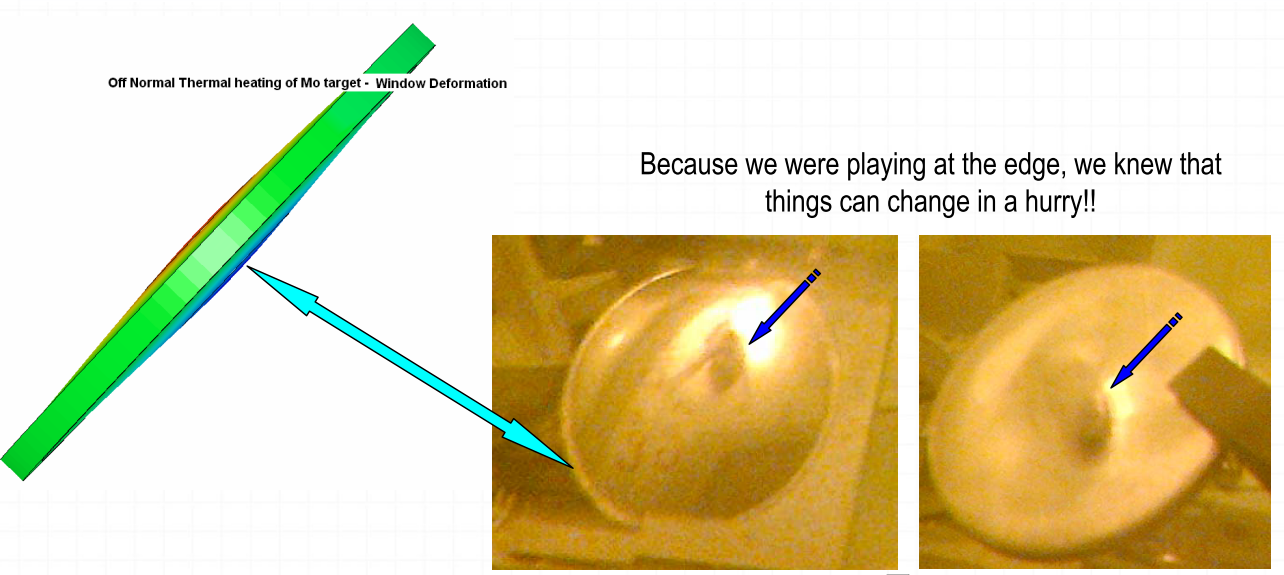 Off Normal Thermal heating of Mo target - Window Deformation
Because we were playing at the edge, we knew that
things can change in a hurry!!